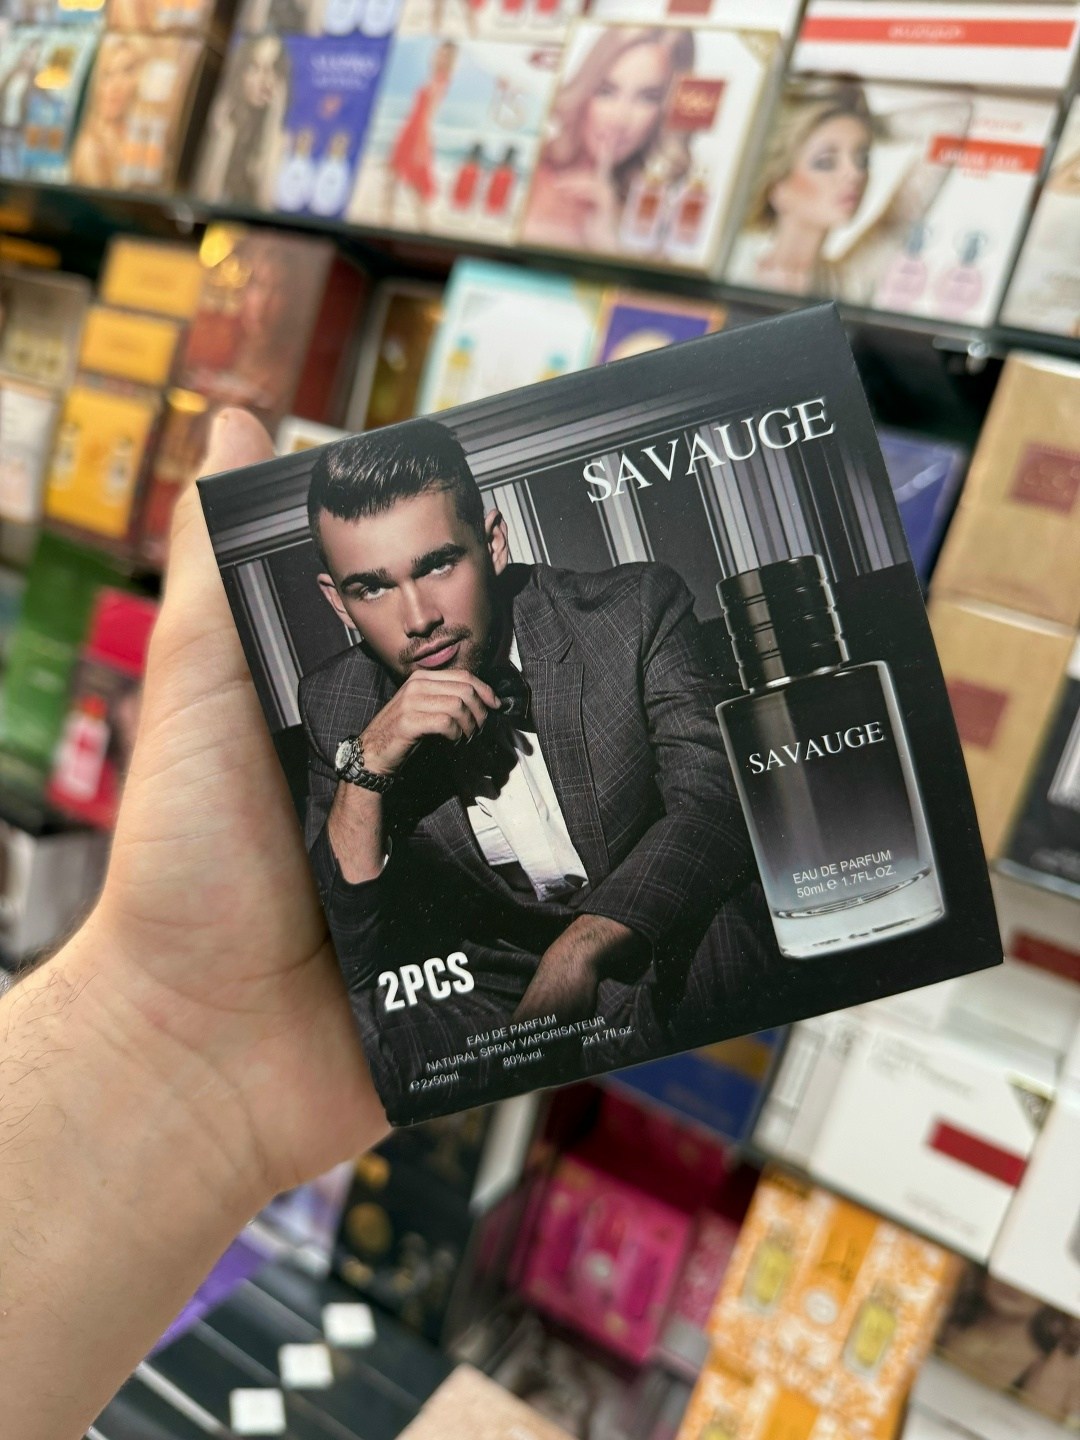 SAVAUGE
SAVAUGE
EAU DE PARFUM
50ml.e 1.7FL.OZ.
2PCS
EAU DE PARFUM
NATURAL SPRAY VAPORISATEUR
e2x50ml 80%vol. 2x1.7fl.oz.